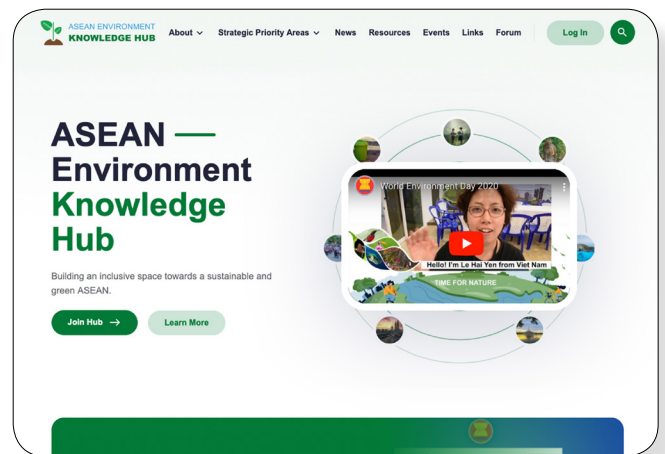 ASEAN ENVIRONMENT
KNOWLEDGE HUB
About Strategic Priority Areas News Resources Events Links Forum Log In
ASEAN
Environment
Knowledge
Hub
Building an inclusive space towards a sustainable and
green ASEAN.
Join Hub Learn More
World Environment Day 2020
Hello! I'm Le Hai Yen from Viet Nam
TIME FOR NATURE